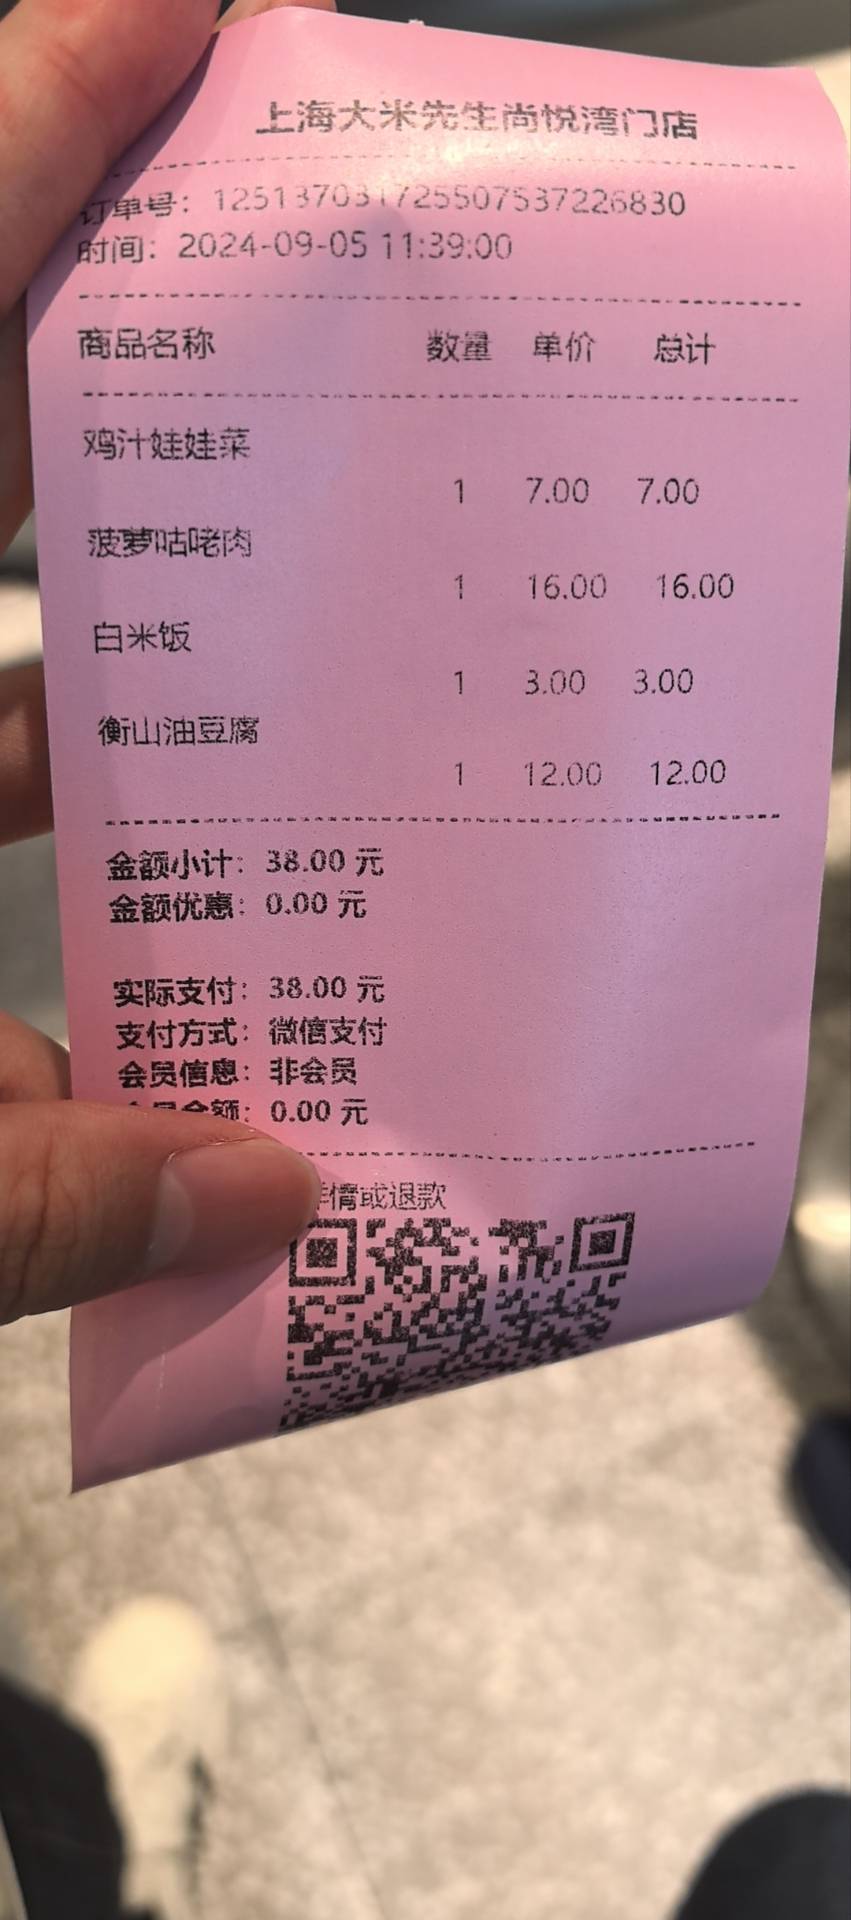 上海大米先生尚悦湾门店
订单号：125137031725507537226830
时间：2024-09-05 11:39:00
商品名称 数量 单价 总计
鸡汁娃娃菜
1 7.00 7.00
菠萝咕咾肉
1 16.00 16.00
白米饭
1 3.00 3.00
衡山油豆腐
1 12.00 12.00
金额小计：38.00 元
金额优惠：0.00 元
实际支付：38.00 元
支付方式：微信支付
会员信息：非会员
金额：0.00 元
详情或退款